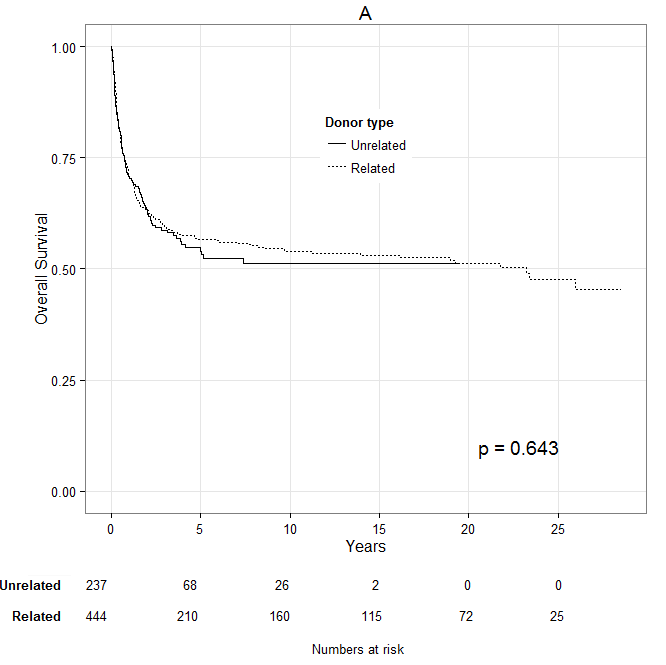 A
1.00
0.75
0.50
0.25
0.00
Overall Survival
Donor type
Unrelated
Related
p = 0.643
0 5 10 15 20 25
Years
Unrelated 237 68 26 2 0 0
Related 444 210 160 115 72 25
Numbers at risk